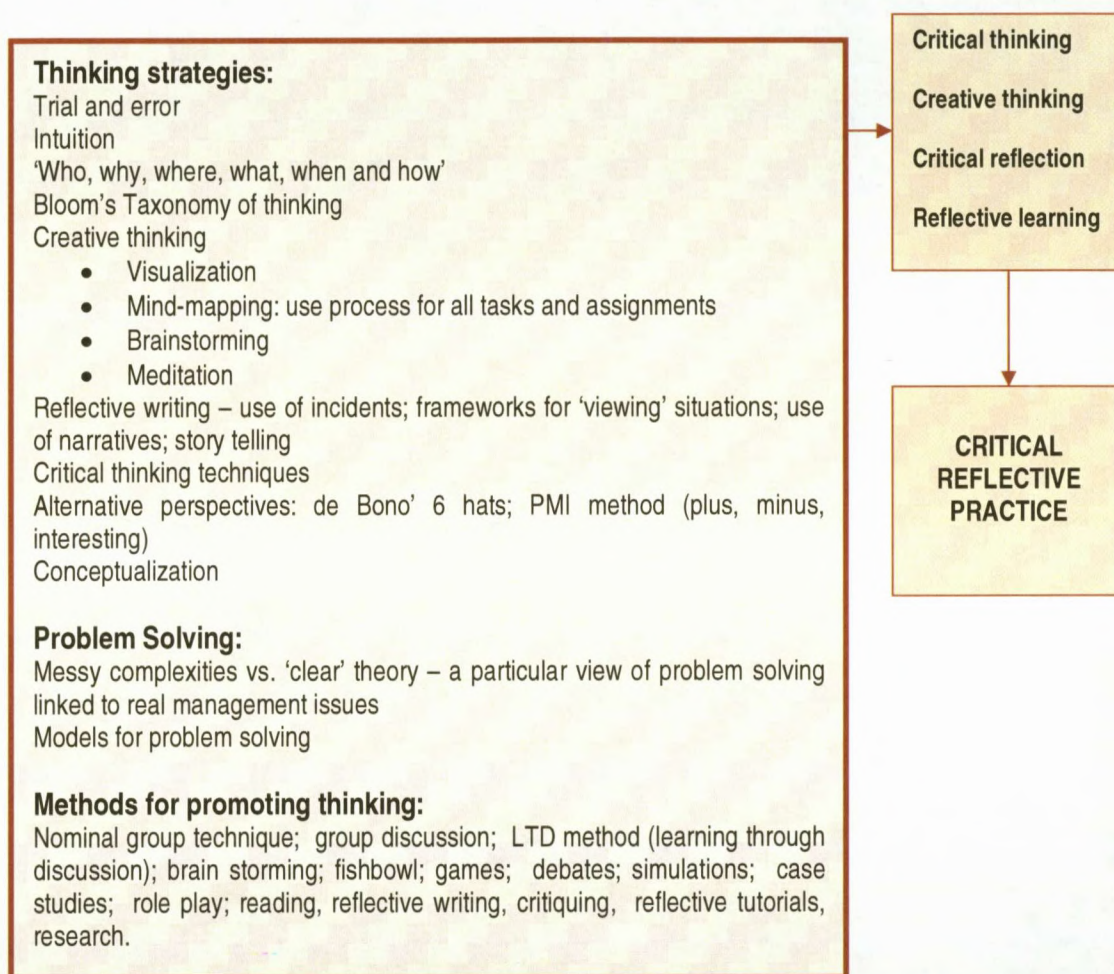 Thinking strategies:
Trial and error
Intuition
‘Who, why, where, what, when and how’
Bloom’s Taxonomy of thinking
Creative thinking
• Visualization
• Mind-mapping: use process for all tasks and assignments
• Brainstorming
• Meditation
Reflective writing – use of incidents; frameworks for ‘viewing’ situations; use
of narratives; story telling
Critical thinking techniques
Alternative perspectives: de Bono’ 6 hats; PMI method (plus, minus,
interesting)
Conceptualization
Problem Solving:
Messy complexities vs. ‘clear’ theory – a particular view of problem solving
linked to real management issues
Models for problem solving
Methods for promoting thinking:
Nominal group technique; group discussion; LTD method (learning through
discussion); brain storming; fishbowl; games; debates; simulations; case
studies; role play; reading, reflective writing, critiquing, reflective tutorials,
research.
Critical thinking
Creative thinking
Critical reflection
Reflective learning
CRITICAL
REFLECTIVE
PRACTICE